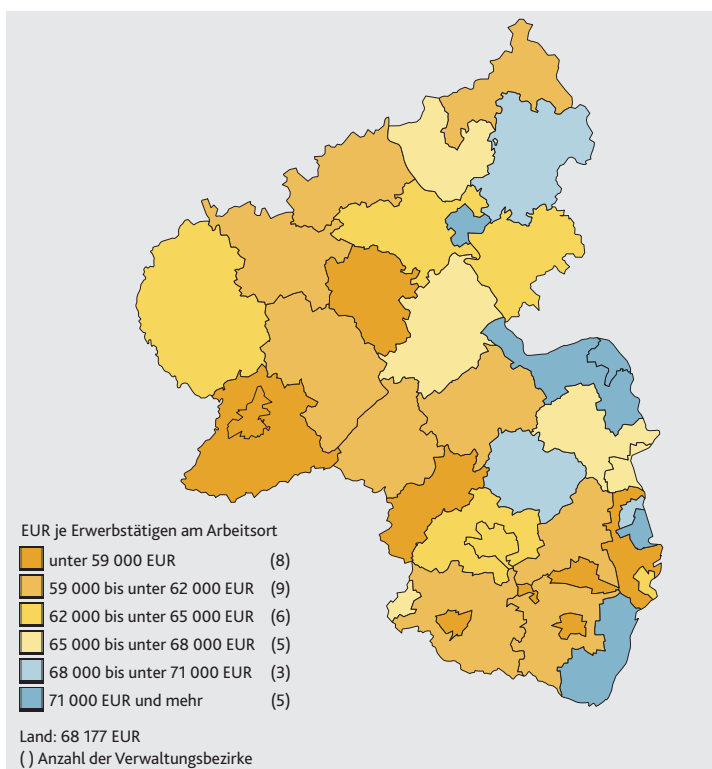 EUR je Erwerbstätigen am Arbeitsort
unter 59 000 EUR (8)
59 000 bis unter 62 000 EUR (9)
62 000 bis unter 65 000 EUR (6)
65 000 bis unter 68 000 EUR (5)
68 000 bis unter 71 000 EUR (3)
71 000 EUR und mehr (5)
Land: 68 177 EUR
( ) Anzahl der Verwaltungsbezirke